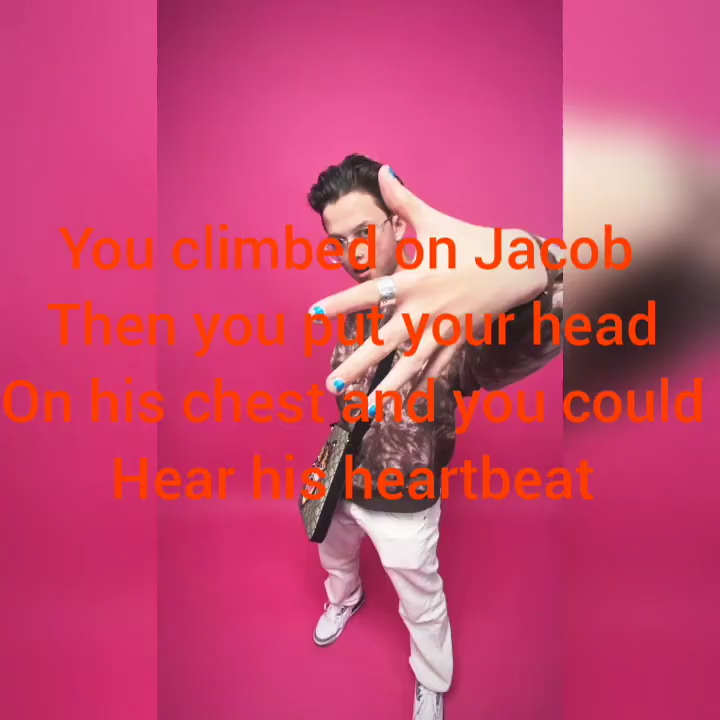 You climbed on Jacob
Then you put your head
On his chest and you could
Hear his heartbeat